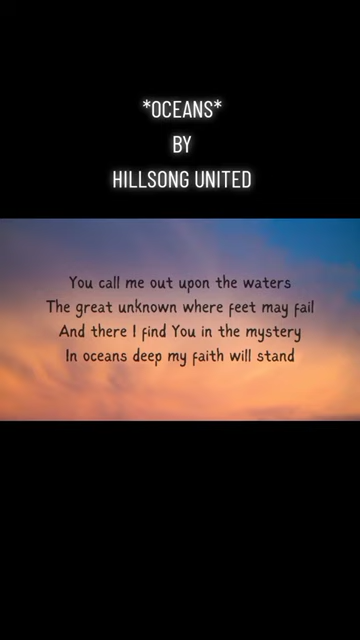 *OCEANS*
BY
HILLSONG UNITED
You call me out upon the waters
The great unknown where feet may fail
And there I find You in the mystery
In oceans deep my faith will stand